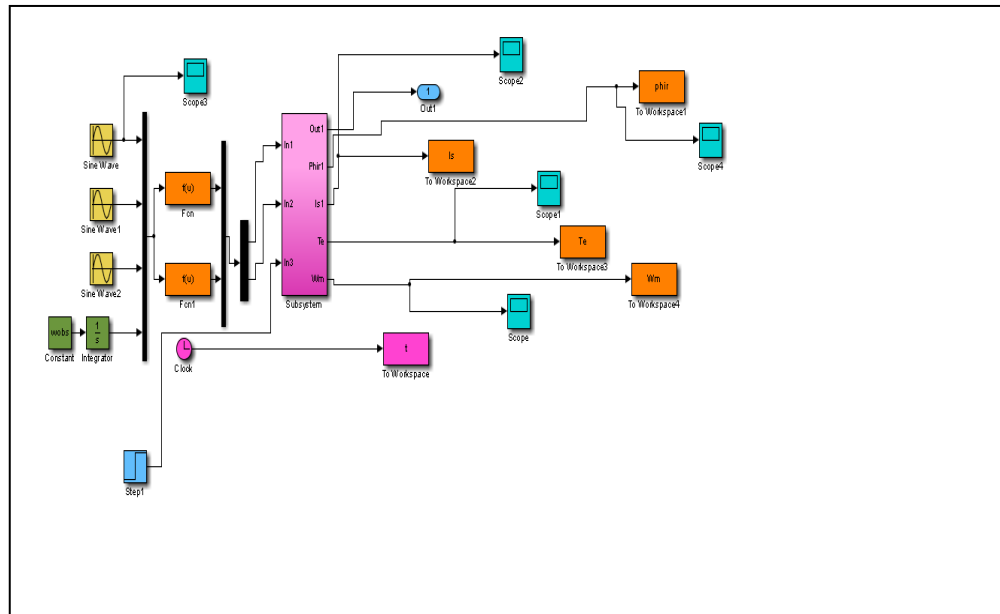 Scope3
Sine Wave
Sine Wave1
Sine Wave2
wobs
Constant
1
s
Integrator
f(u)
Fcn
f(u)
Fcn1
In1
In2
In3
Out1
Phir1
Is1
Te
Wm
Subsystem
Scope2
1
Out1
phir
To Workspace1
Scope4
Is
To Workspace2
Scope1
Te
To Workspace3
Wm
To Workspace4
Scope
Clock
t
To Workspace
Step1